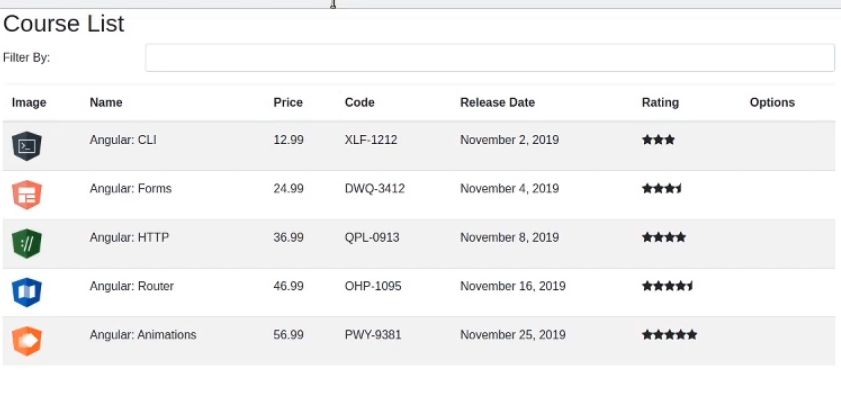 Course List
Filter By:
Image Name Price Code Release Date Rating Options
Angular: CLI 12.99 XLF-1212 November 2, 2019
Angular: Forms 24.99 DWQ-3412 November 4, 2019
Angular: HTTP 36.99 QPL-0913 November 8, 2019
Angular: Router 46.99 OHP-1095 November 16, 2019
Angular: Animations 56.99 PWY-9381 November 25, 2019